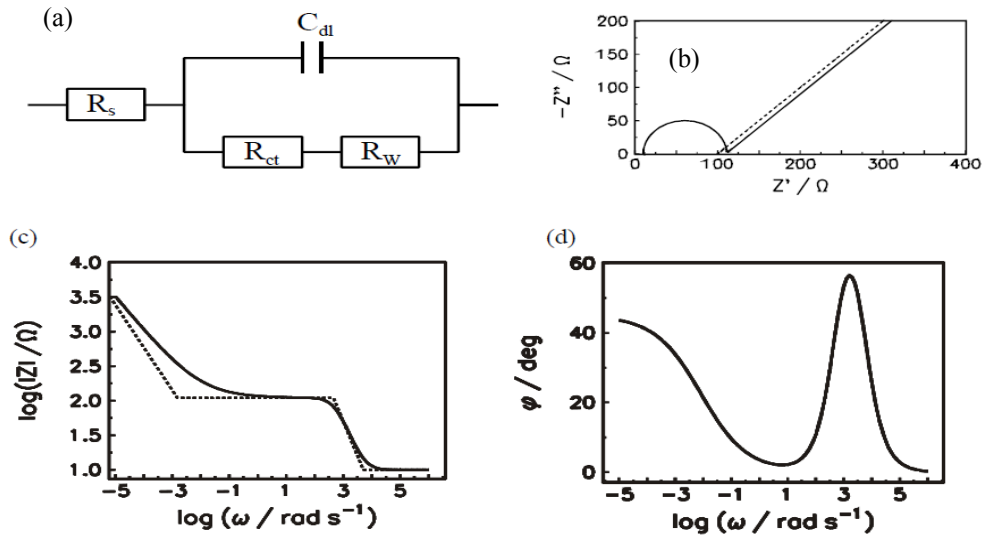 (a)
C_dl
R_s
R_ct
R_W
(b)
-Z'' / Ω
200
150
100
50
0
0 100 200 300 400
Z' / Ω
(c)
log(|Z| /Ω)
4.0
3.5
3.0
2.5
2.0
1.5
1.0
-5 -3 -1 1 3 5
log (ω / rad s⁻¹)
(d)
φ / deg
60
40
20
0
-5 -3 -1 1 3 5
log (ω / rad s⁻¹)